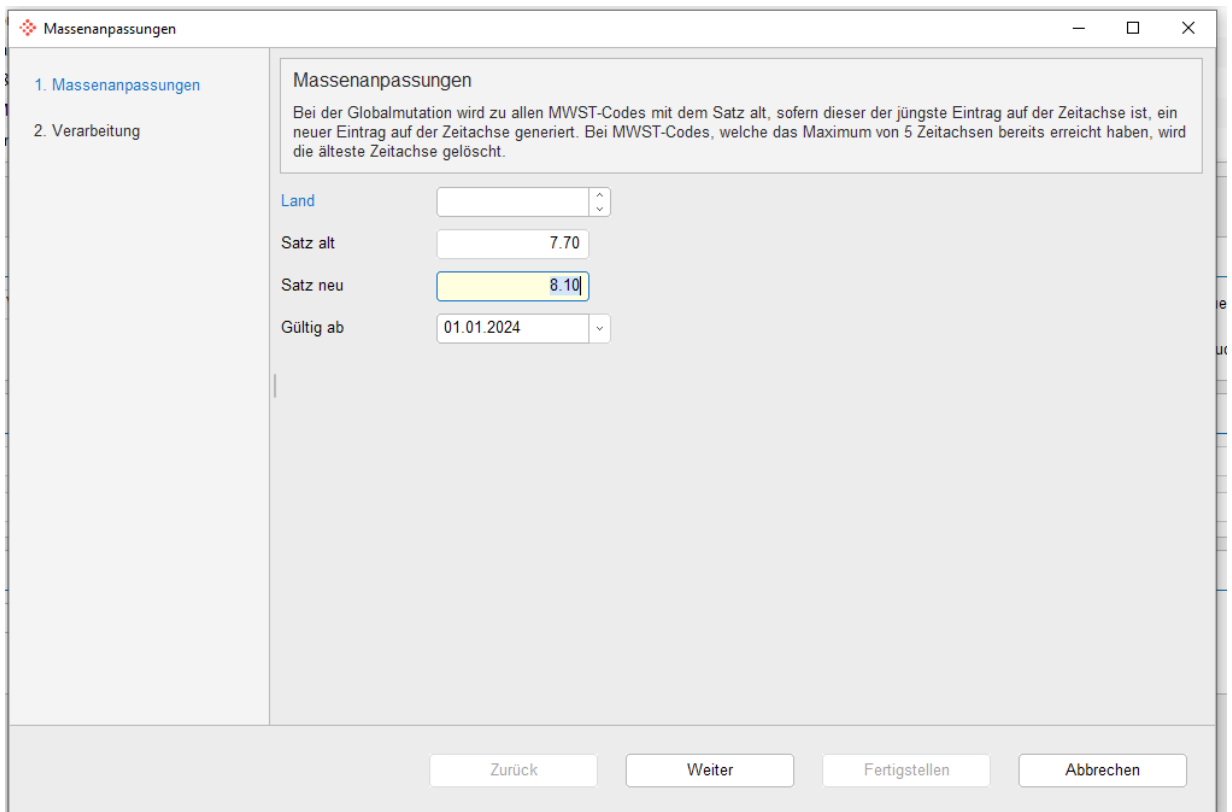 Massenanpassungen
1. Massenanpassungen
2. Verarbeitung
Massenanpassungen
Bei der Globalmutation wird zu allen MWST-Codes mit dem Satz alt, sofern dieser der jüngste Eintrag auf der Zeitachse ist, ein
neuer Eintrag auf der Zeitachse generiert. Bei MWST-Codes, welche das Maximum von 5 Zeitachsen bereits erreicht haben, wird
die älteste Zeitachse gelöscht.
Land
Satz alt 7.70
Satz neu 8.10
Gültig ab 01.01.2024
Zurück Weiter Fertigstellen Abbrechen